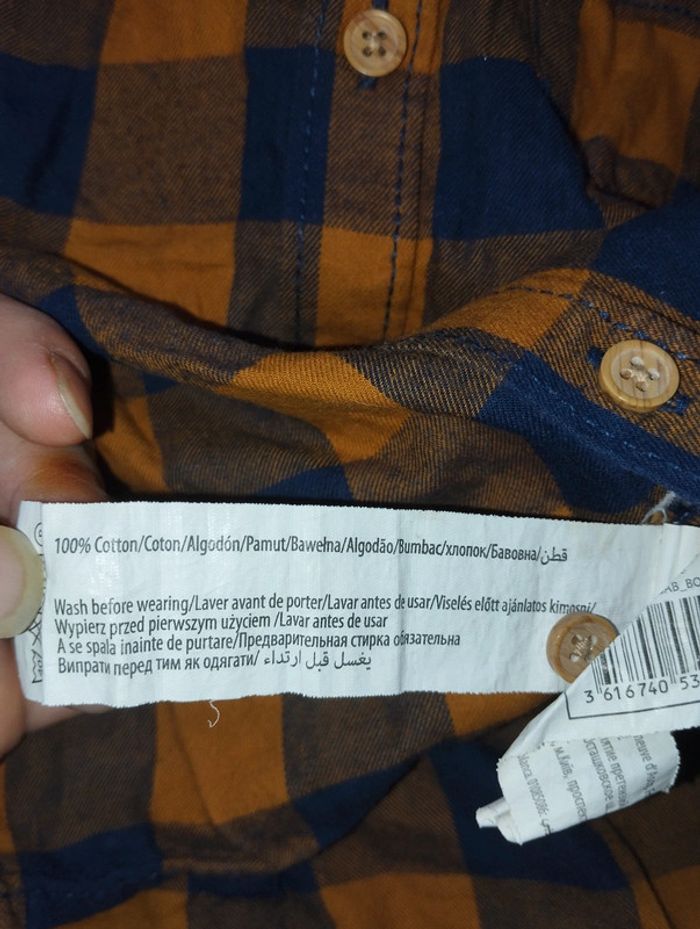 100% Cotton/Coton/Algodón/Pamut/Bawełna/Algodão/Bumbac/хлопок/Бавовна/قطن
Wash before wearing/Laver avant de porter/Lavar antes de usar/Viselés előtt ajánlatos kimosni/
Wypierz przed pierwszym użyciem /Lavar antes de usar
A se spala inainte de purtare/Предварительная стирка обязательна
Випрати перед тим як одягати/ يغسل قبل ارتداء
3 616740 53